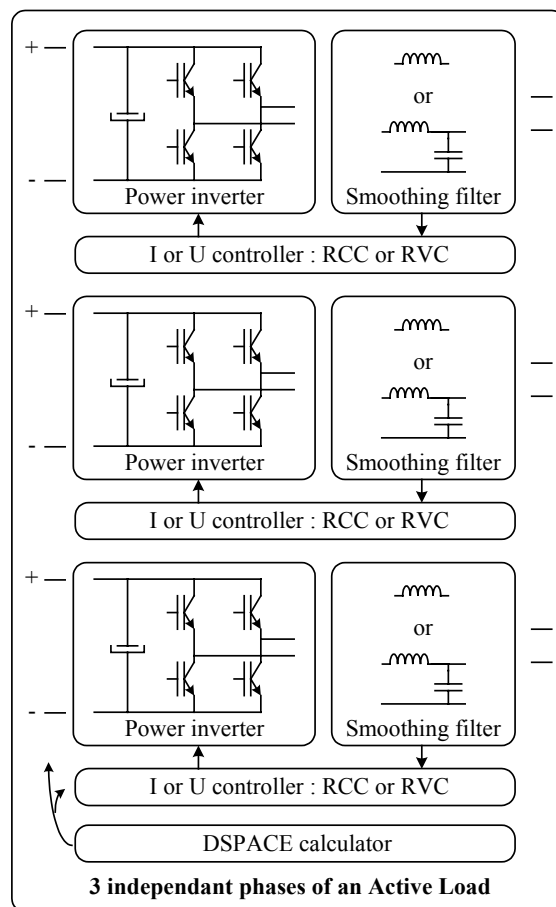 +
or
-
Power inverter Smoothing filter
I or U controller : RCC or RVC
+
or
-
Power inverter Smoothing filter
I or U controller : RCC or RVC
+
or
-
Power inverter Smoothing filter
I or U controller : RCC or RVC
DSPACE calculator
3 independant phases of an Active Load